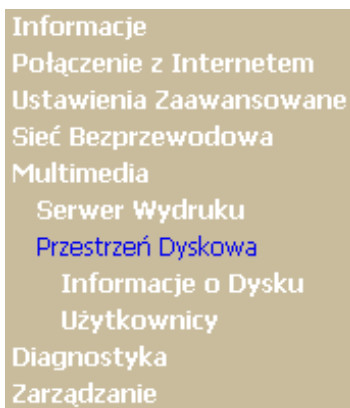 Informacje
Połączenie z Internetem
Ustawienia Zaawansowane
Sieć Bezprzewodowa
Multimedia
Serwer Wydruku
Przestrzeń Dyskowa
Informacje o Dysku
Użytkownicy
Diagnostyka
Zarządzanie